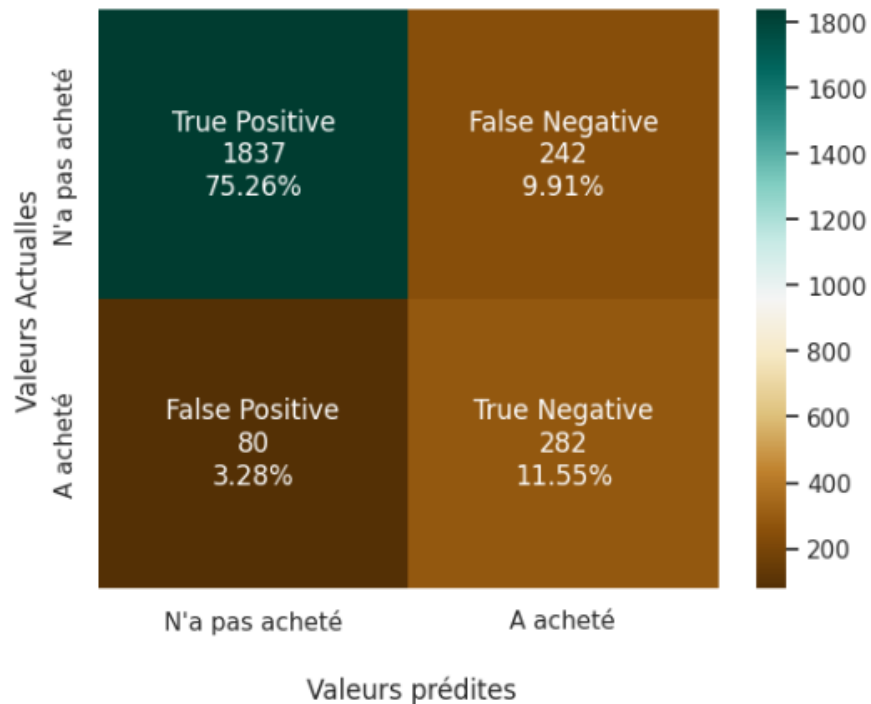 True Positive
1837
75.26%
False Negative
242
9.91%
False Positive
80
3.28%
True Negative
282
11.55%
Valeurs Actualles
N'a pas acheté
A acheté
N'a pas acheté
A acheté
Valeurs prédites
1800
1600
1400
1200
1000
800
600
400
200